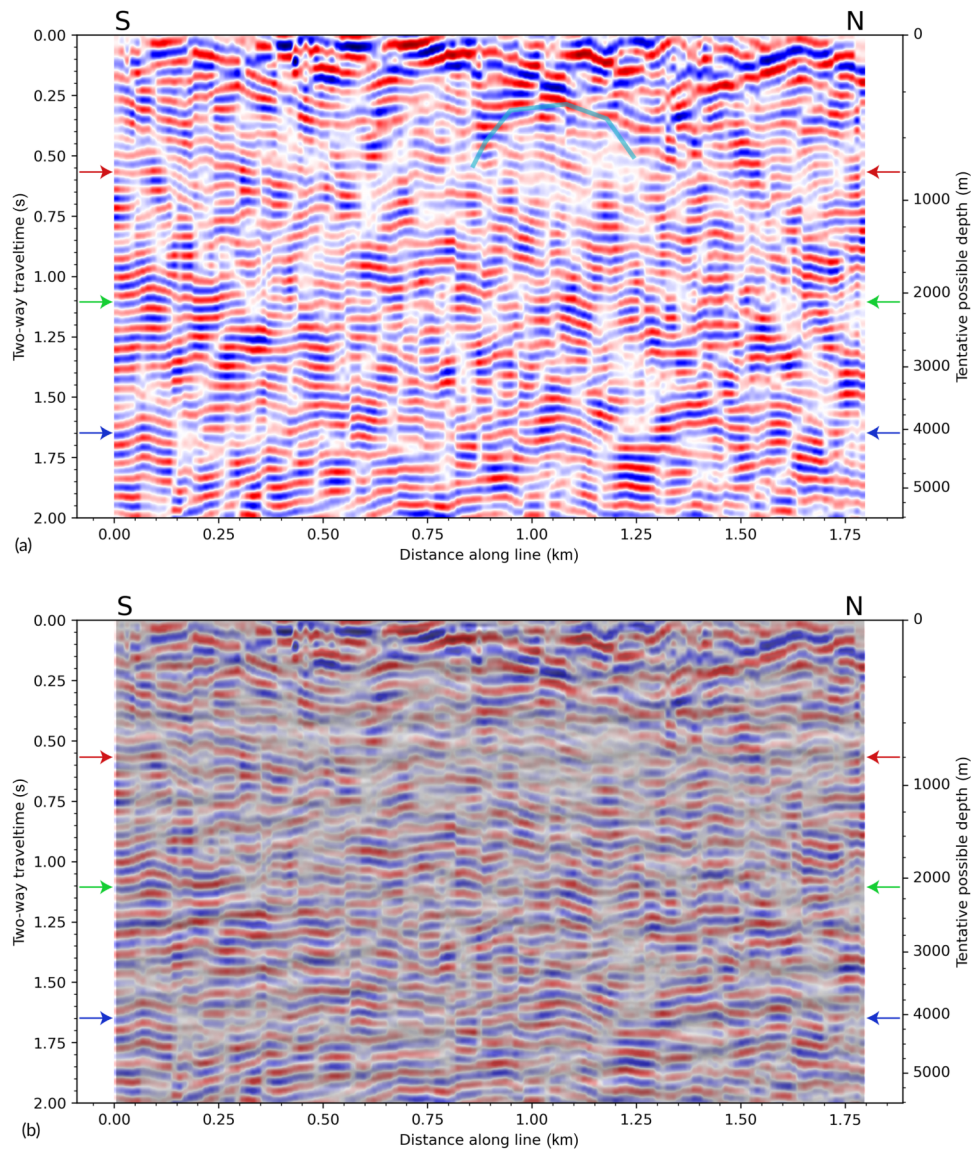 S N
0.00
0.25
0.50
0.75
1.00
1.25
1.50
1.75
2.00
Two-way traveltime (s)
0
1000
2000
3000
4000
5000
Tentative possible depth (m)
0.00 0.25 0.50 0.75 1.00 1.25 1.50 1.75
Distance along line (km)
(a)
S N
0.00
0.25
0.50
0.75
1.00
1.25
1.50
1.75
2.00
Two-way traveltime (s)
0
1000
2000
3000
4000
5000
Tentative possible depth (m)
0.00 0.25 0.50 0.75 1.00 1.25 1.50 1.75
Distance along line (km)
(b)